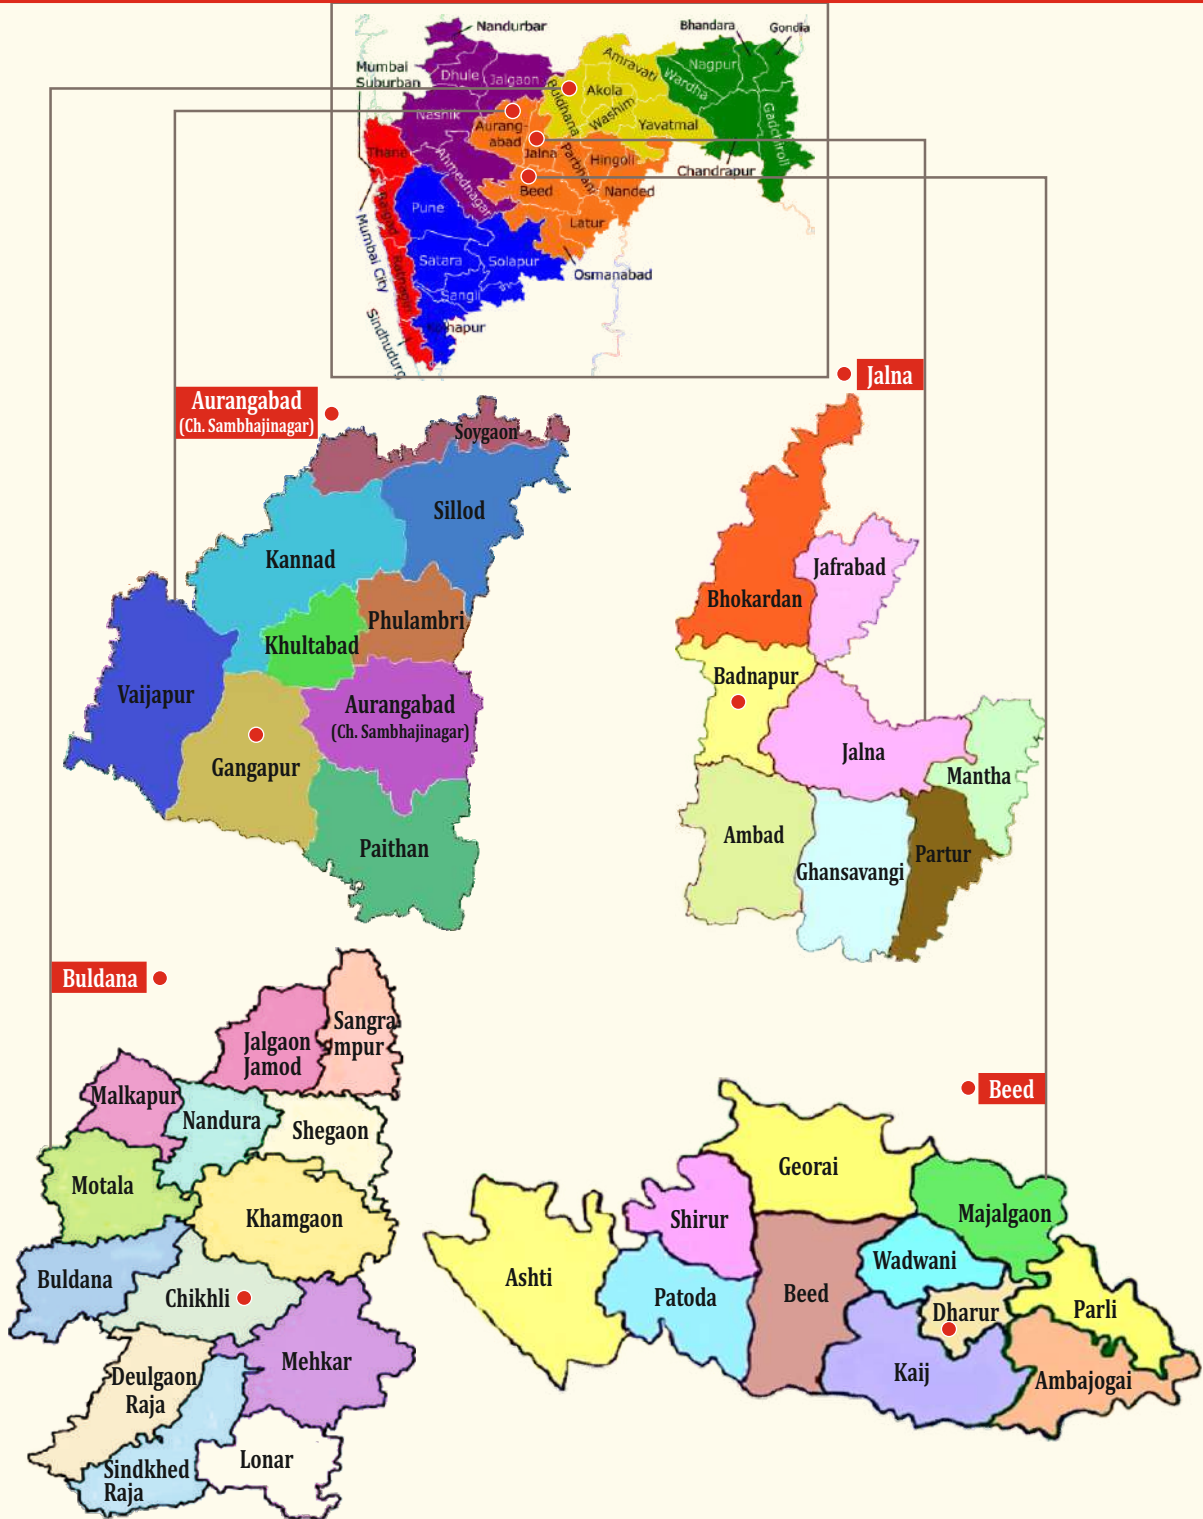 Nandurbar
Bhandara
Gondia
Mumbai
Suburban
Dhule
Jalgaon
Amravati
Nagpur
Wardha
Akola
Buldhana
Washim
Yavatmal
Gadchiroli
Nashik
Aurang-
abad
Jalna
Parbhani
Hingoli
Chandrapur
Thane
Ahmednagar
Beed
Nanded
Raigad
Pune
Latur
Mumbai City
Satara
Solapur
Osmanabad
Ratnagiri
Sangli
Kolhapur
Sindhudurg
Aurangabad
(Ch. Sambhajinagar)
Soygaon
Sillod
Kannad
Phulambri
Khultabad
Vaijapur
Aurangabad
(Ch. Sambhajinagar)
Gangapur
Paithan
Jalna
Jafrabad
Bhokardan
Badnapur
Jalna
Mantha
Ambad
Partur
Ghansavangi
Buldana
Sangra
mpur
Jalgaon
Jamod
Malkapur
Nandura
Shegaon
Motala
Khamgaon
Buldana
Chikhli
Mehkar
Deulgaon
Raja
Lonar
Sindkhed
Raja
Beed
Georai
Majalgaon
Shirur
Wadwani
Ashti
Patoda
Beed
Dharur
Parli
Kaij
Ambajogai